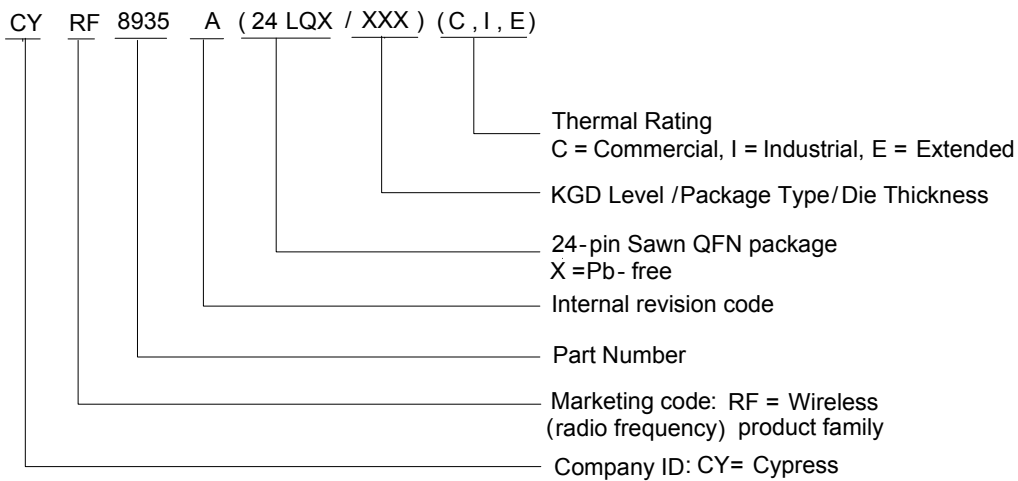 CY RF 8935 A (24 LQX / XXX) (C, I, E)
Thermal Rating
C = Commercial, I = Industrial, E = Extended
KGD Level /Package Type/Die Thickness
24-pin Sawn QFN package
X =Pb- free
Internal revision code
Part Number
Marketing code: RF = Wireless
(radio frequency) product family
Company ID: CY= Cypress